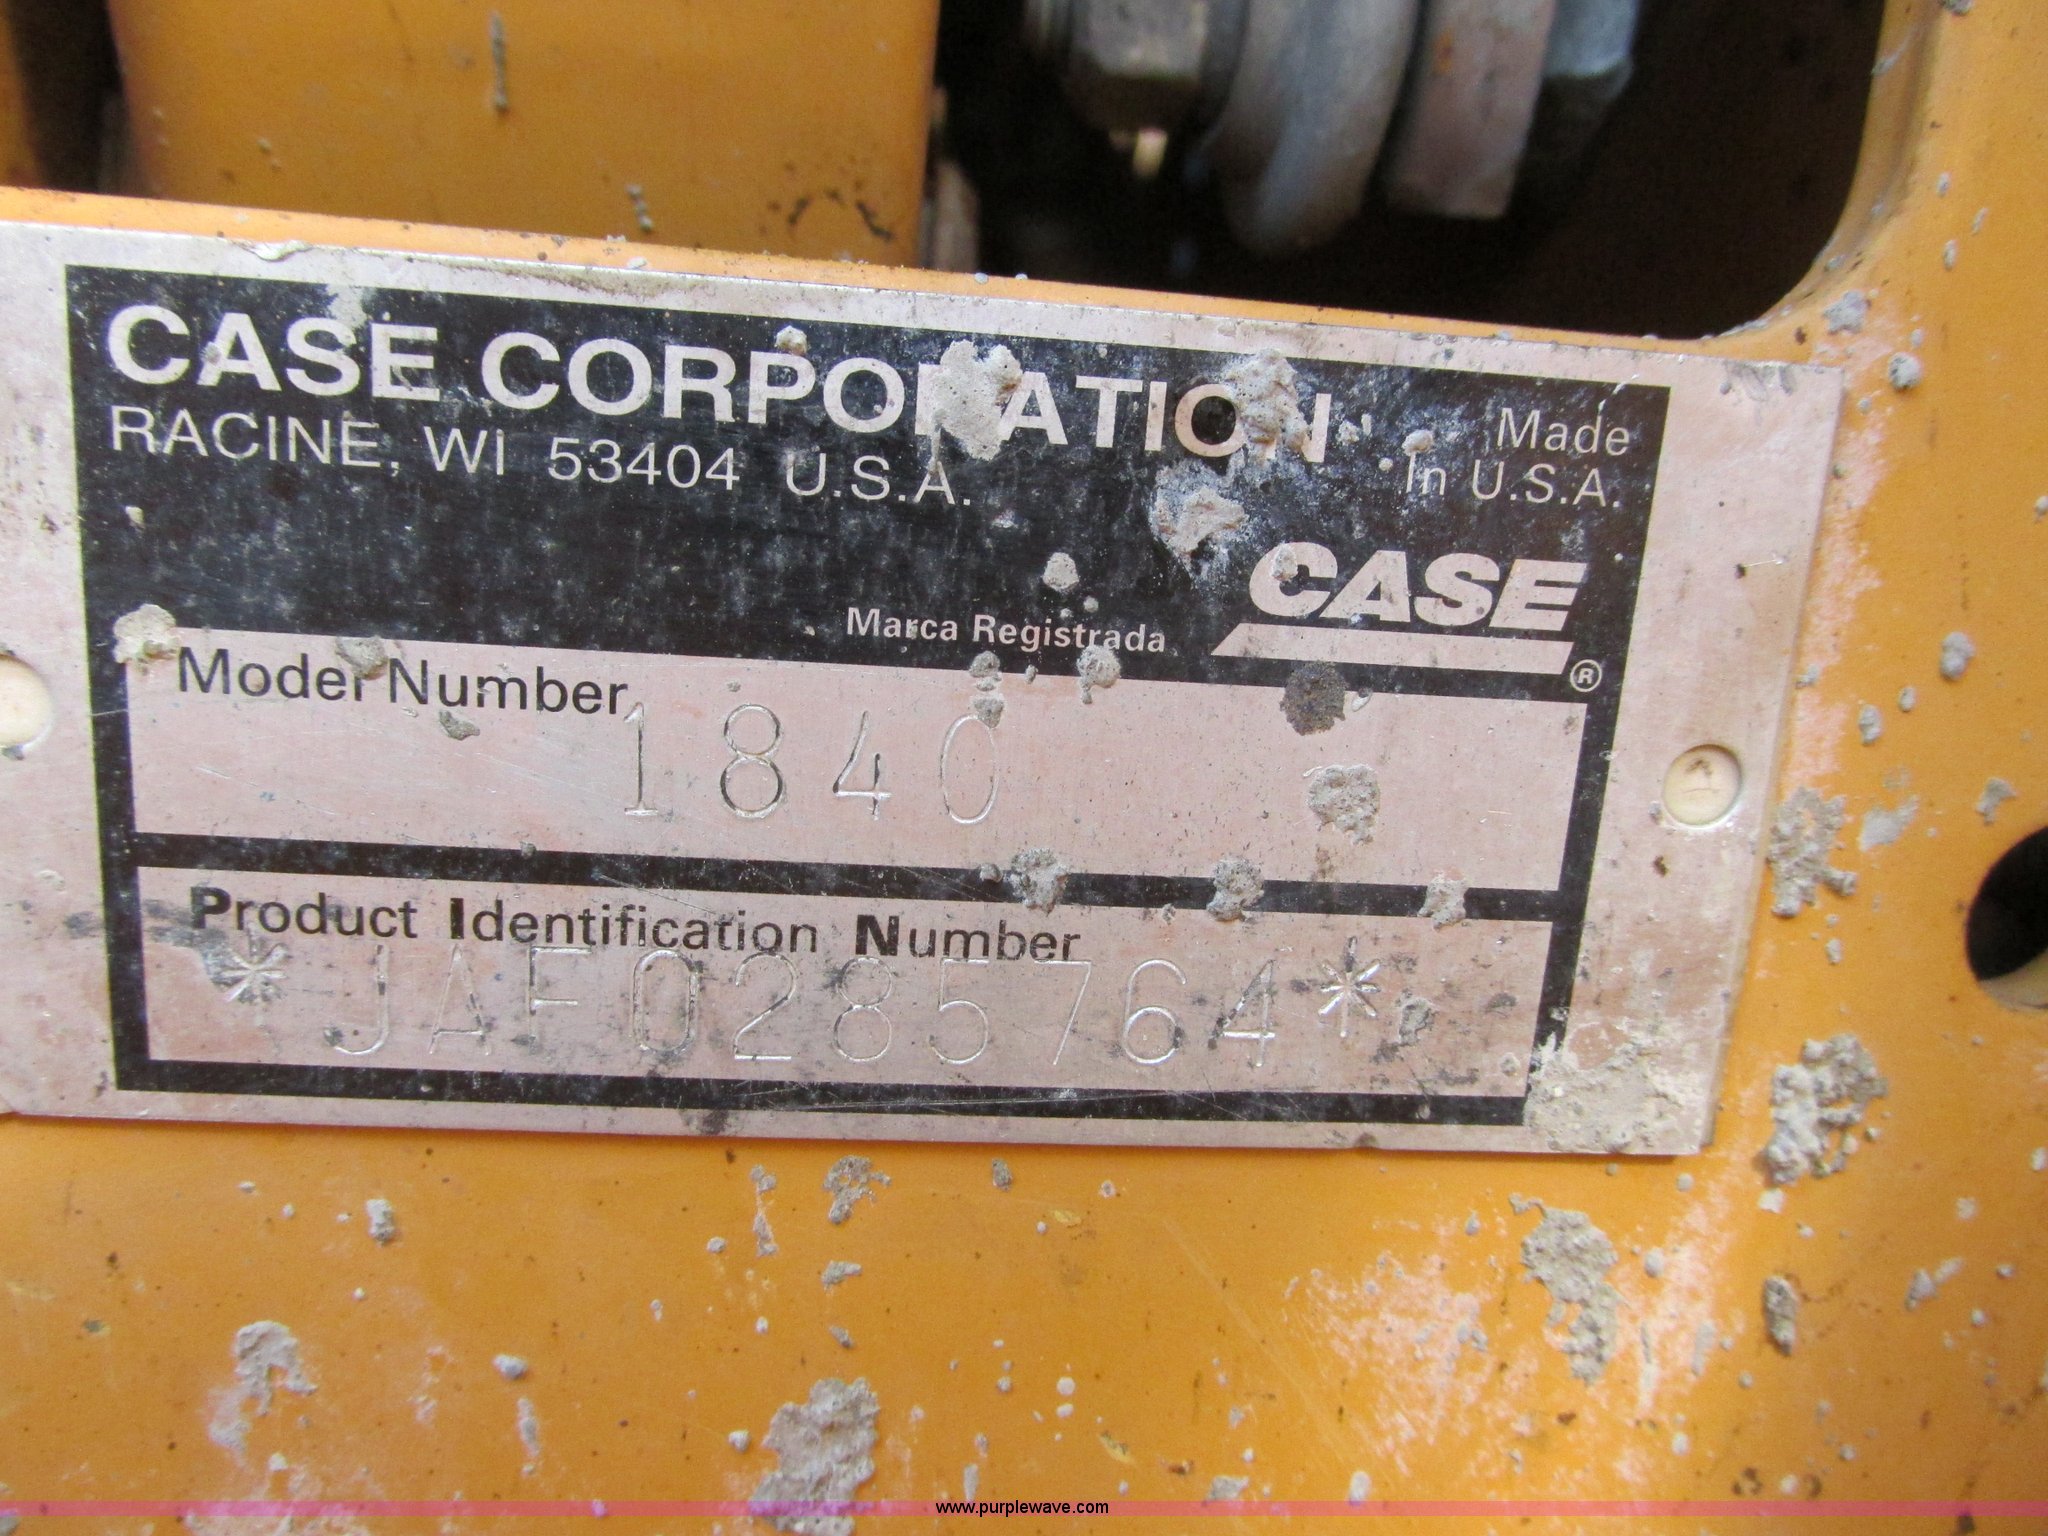 CASE CORPORATION
RACINE, WI 53404 U.S.A.
Made
In U.S.A.
Marca Registrada
CASE
®
Model Number
1840
Product Identification Number
*JAF0285764*
www.purplewave.com